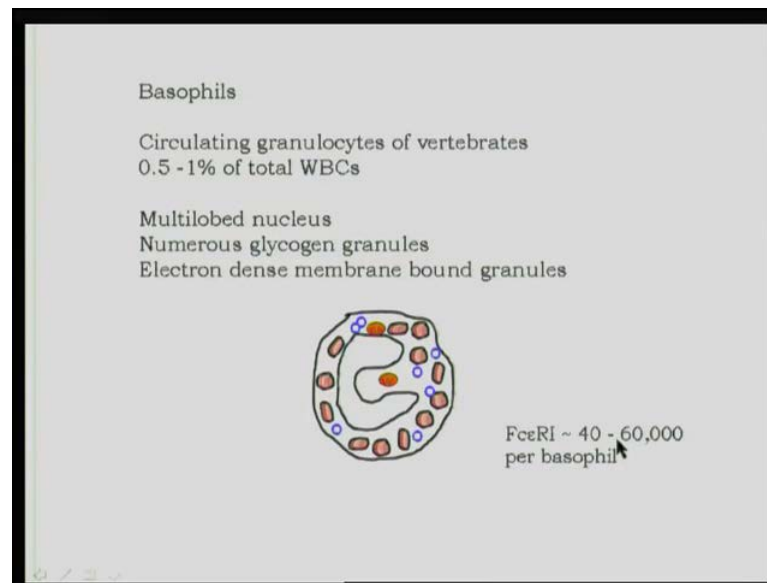 Basophils
Circulating granulocytes of vertebrates
0.5 -1% of total WBCs
Multilobed nucleus
Numerous glycogen granules
Electron dense membrane bound granules
FcεRI ~ 40 - 60,000
per basophil